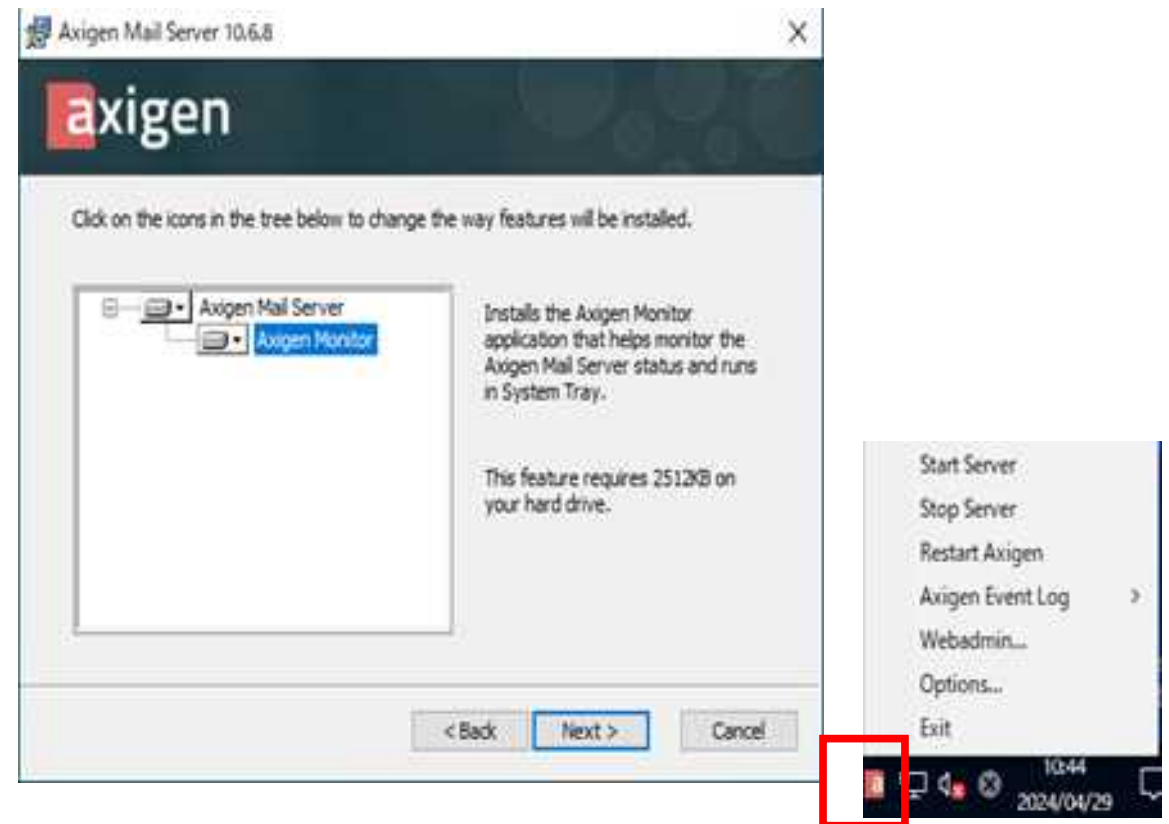 Axigen Mail Server 10.6.8
axigen
Click on the icons in the tree below to change the way features will be installed.
Axigen Mail Server
Axigen Monitor
Installs the Axigen Monitor
application that helps monitor the
Axigen Mail Server status and runs
in System Tray.
This feature requires 2512KB on
your hard drive.
< Back
Next >
Cancel
Start Server
Stop Server
Restart Axigen
Axigen Event Log
Webadmin...
Options...
Exit
a
10:44
2024/04/29